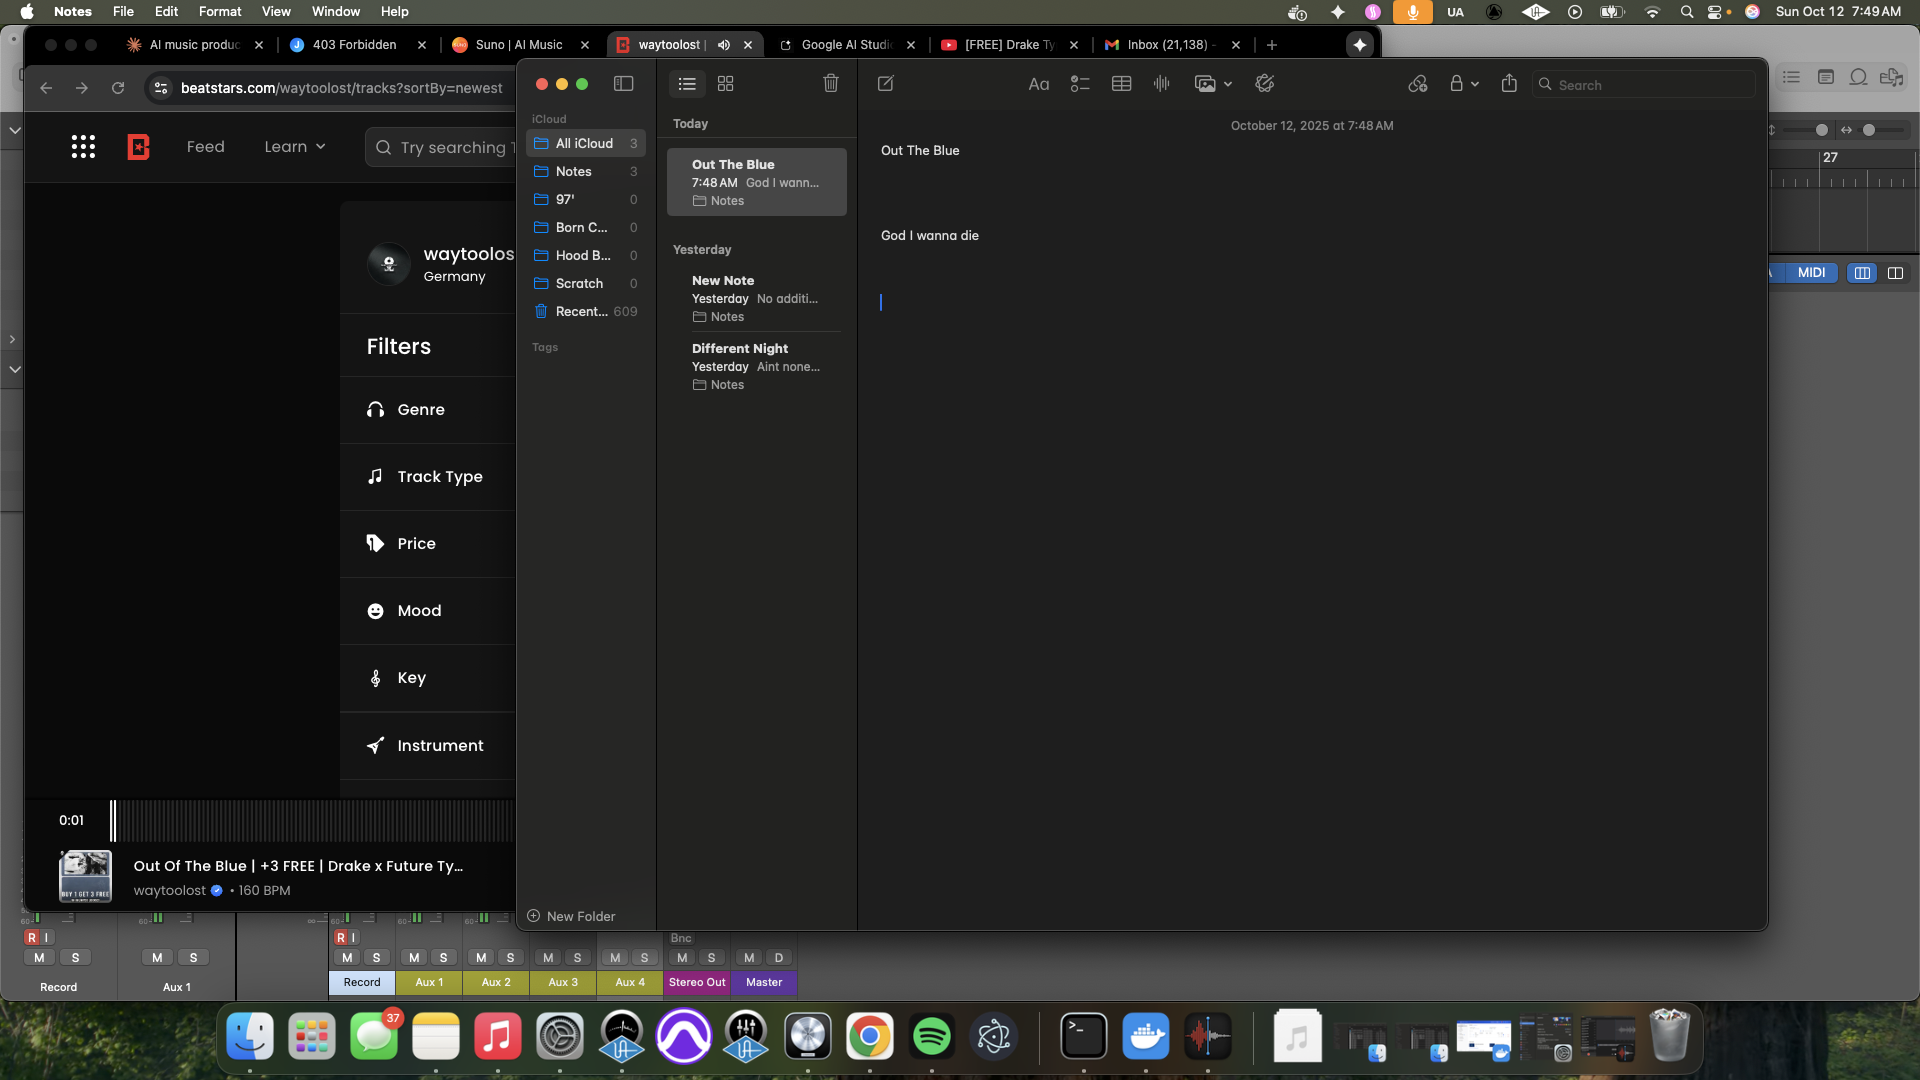 Notes File Edit Format View Window Help UA Sun Oct 12 7:49 AM
AI music produc 403 Forbidden Suno | AI Music waytoolost | Google AI Studi [FREE] Drake Ty Inbox (21,138) -
beatstars.com/waytoolost/tracks?sortBy=newest
Feed Learn Try searching
waytoolos
Germany
Filters
Genre
Track Type
Price
Mood
Key
Instrument
0:01
Out Of The Blue | +3 FREE | Drake x Future Ty...
waytoolost • 160 BPM
BUY 1 GET 3 FREE
iCloud
All iCloud 3
Notes 3
97' 0
Born C... 0
Hood B... 0
Scratch 0
Recent... 609
Tags
New Folder
Today
Out The Blue
7:48 AM God I wann...
Notes
Yesterday
New Note
Yesterday No additi...
Notes
Different Night
Yesterday Aint none...
Notes
Aa Search
October 12, 2025 at 7:48 AM
Out The Blue
God I wanna die
27
MIDI
R I R I Bnc
M S M S M S M S M S M S M S M S M D
Record Aux 1 Record Aux 1 Aux 2 Aux 3 Aux 4 Stereo Out Master
37